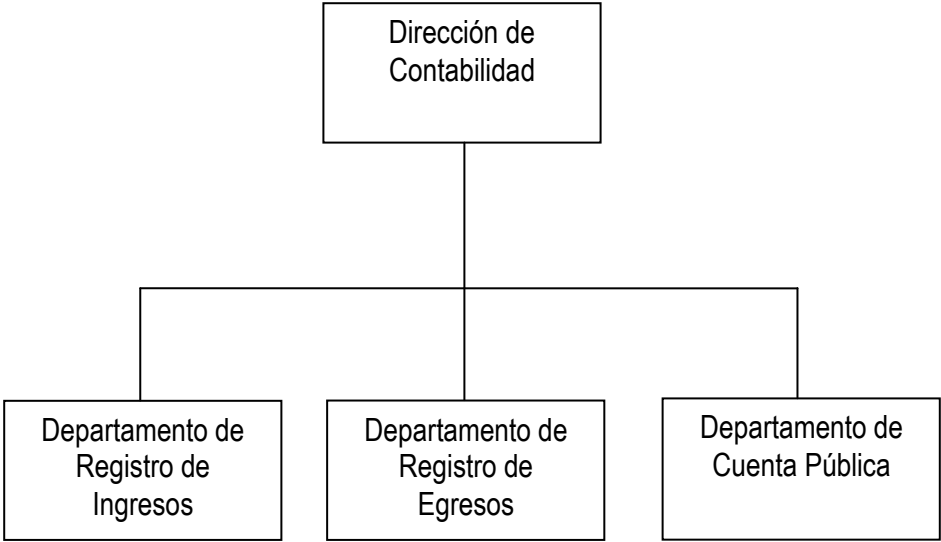 Dirección de
Contabilidad
Departamento de
Registro de
Ingresos
Departamento de
Registro de
Egresos
Departamento de
Cuenta Pública